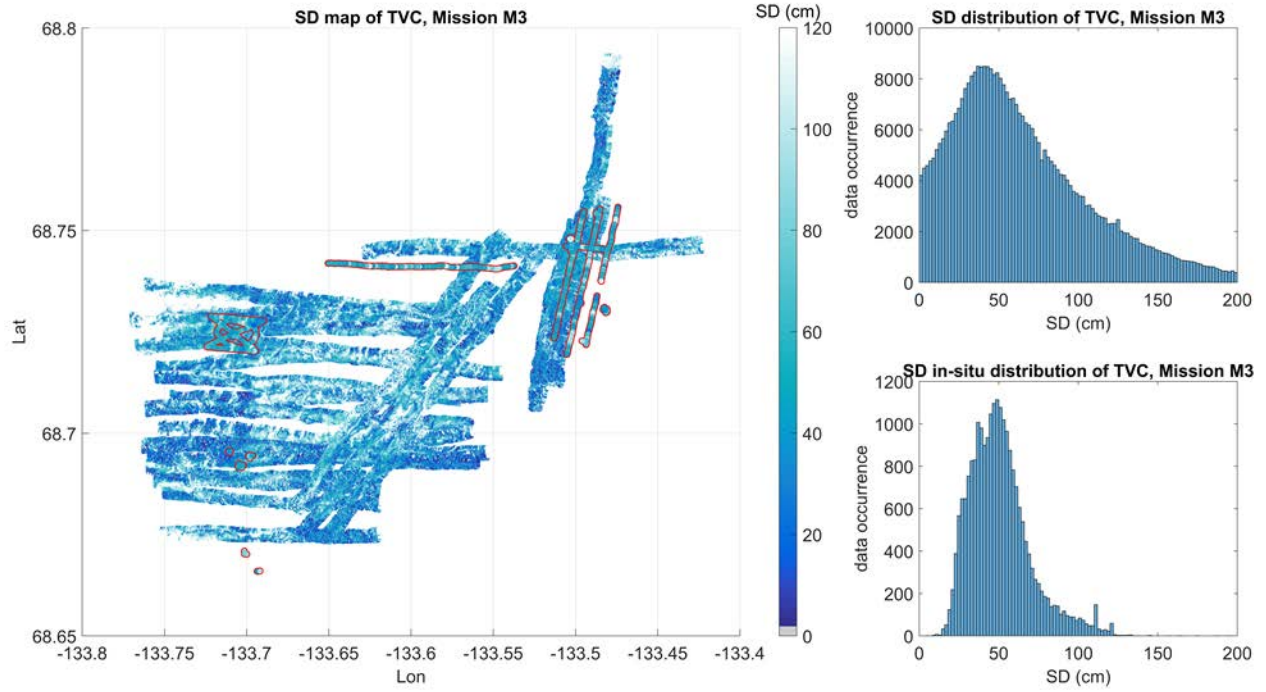 SD map of TVC, Mission M3
SD (cm)
68.8
68.75
68.7
68.65
Lat
-133.8 -133.75 -133.7 -133.65 -133.6 -133.55 -133.5 -133.45 -133.4
Lon
120
100
80
60
40
20
0
SD distribution of TVC, Mission M3
10000
8000
6000
4000
2000
0
data occurrence
0 50 100 150 200
SD (cm)
SD in-situ distribution of TVC, Mission M3
1200
1000
800
600
400
200
0
data occurrence
0 50 100 150 200
SD (cm)